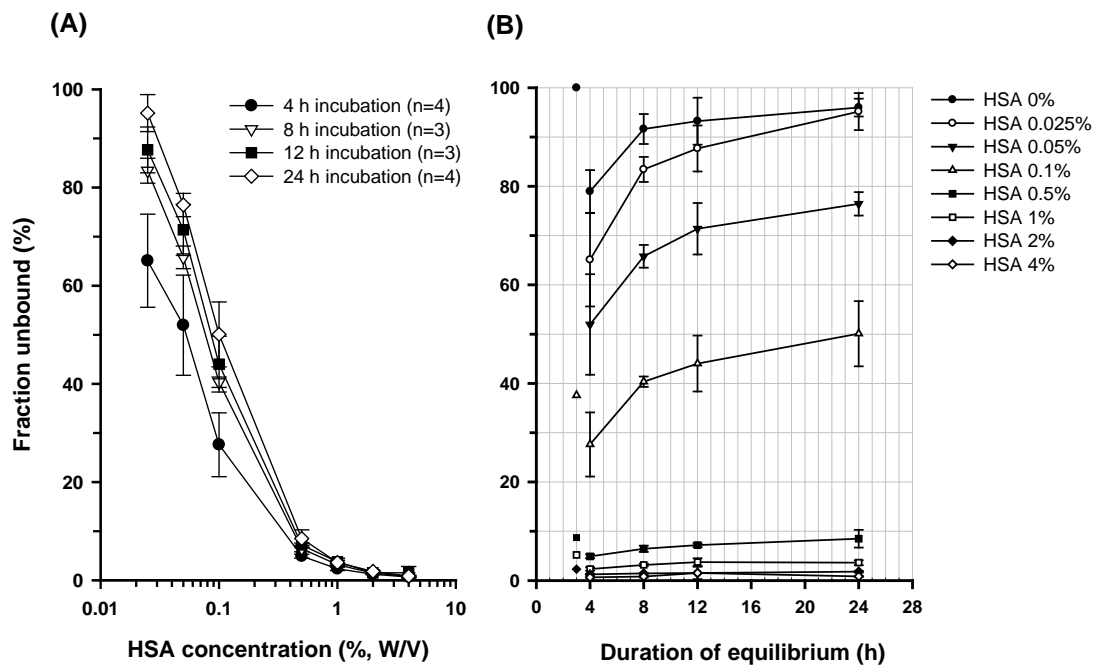 (A)
(B)
Fraction unbound (%)
100
80
60
40
20
0
4 h incubation (n=4)
8 h incubation (n=3)
12 h incubation (n=3)
24 h incubation (n=4)
0.01
0.1
1
10
HSA concentration (%, W/V)
100
80
60
40
20
0
0
4
8
12
16
20
24
28
Duration of equilibrium (h)
HSA 0%
HSA 0.025%
HSA 0.05%
HSA 0.1%
HSA 0.5%
HSA 1%
HSA 2%
HSA 4%